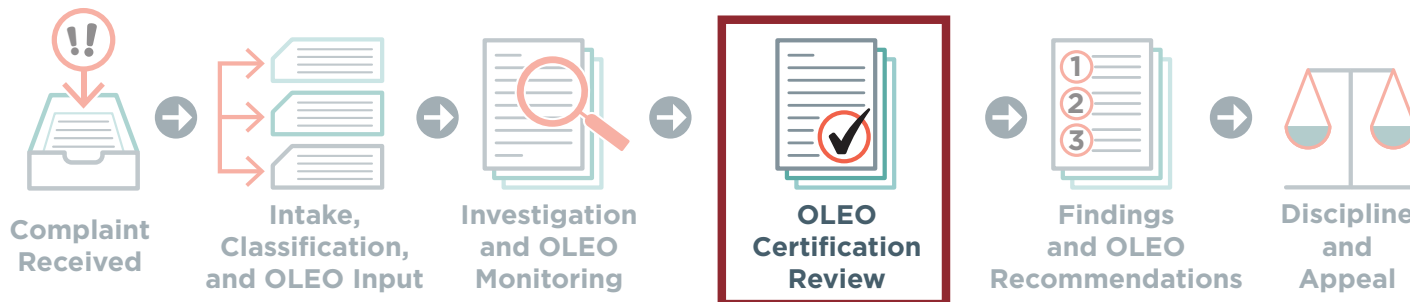 !!
1
2
3
Complaint
Received
Intake,
Classification,
and OLEO Input
Investigation
and OLEO
Monitoring
OLEO
Certification
Review
Findings
and OLEO
Recommendations
Discipline
and
Appeal